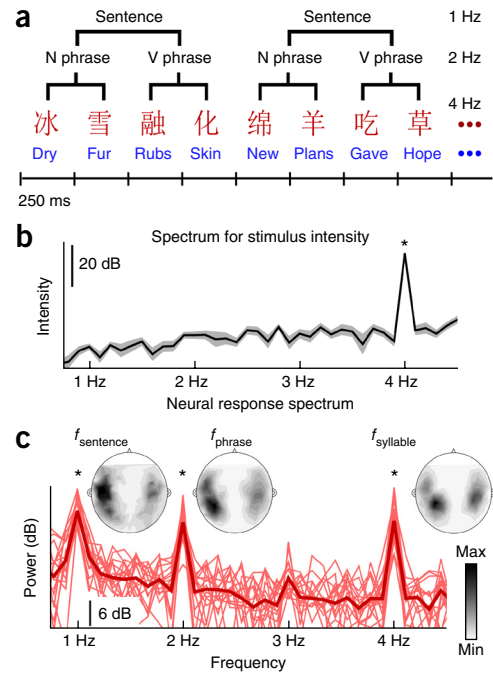 a
Sentence Sentence 1 Hz
N phrase V phrase N phrase V phrase 2 Hz
4 Hz
冰 雪 融 化 绵 羊 吃 草 •••
Dry Fur Rubs Skin New Plans Gave Hope •••
250 ms
b
Spectrum for stimulus intensity
*
20 dB
Intensity
1 Hz 2 Hz 3 Hz 4 Hz
Neural response spectrum
c
fsentence fphrase fsyllable
* * *
Power (dB)
6 dB
Max
Min
1 Hz 2 Hz 3 Hz 4 Hz
Frequency